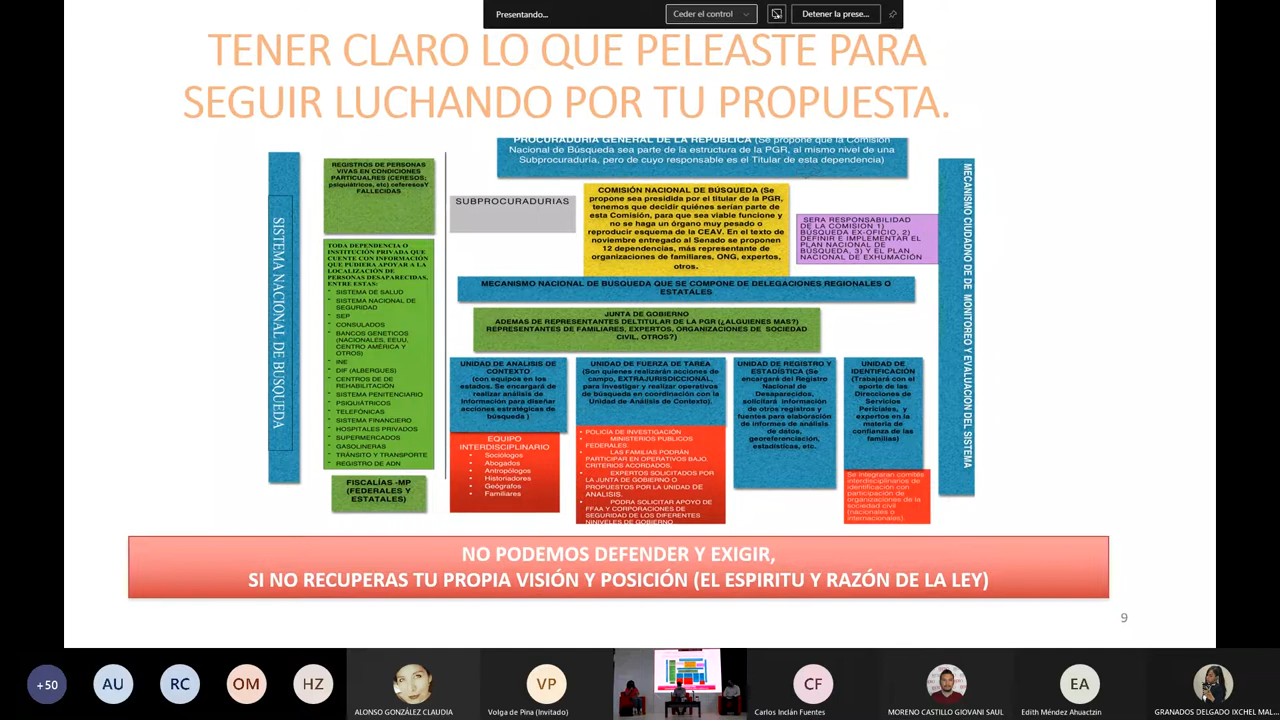 Presentando...
Ceder el control
Detener la prese...
TENER CLARO LO QUE PELEASTE PARA
SEGUIR LUCHANDO POR TU PROPUESTA.
SISTEMA NACIONAL DE BUSQUEDA
REGISTROS DE PERSONAS
VIVAS EN CONDICIONES
PARTICUALRES (CERESOS;
psiquiátricos, etc) ceferesosY
FALLECIDAS
TODA DEPENDENCIA O
INSTITUCIÓN PRIVADA QUE
CUENTE CON INFORMACIÓN
QUE PUDIERA APOYAR A LA
LOCALIZACIÓN DE
PERSONAS DESAPARECIDAS,
ENTRE ESTAS:
- SISTEMA DE SALUD
- SISTEMA NACIONAL DE
SEGURIDAD
- SEP
- CONSULADOS
- BANCOS GENETICOS
(NACIONALES, EEUU,
CENTRO AMÉRICA Y
OTROS)
- INE
- DIF (ALBERGUES)
- CENTROS DE DE
REHABILITACIÓN
- SISTEMA PENITENCIARIO
- PSIQUIÁTRICOS
- TELEFÓNICAS
- SISTEMA FINANCIERO
- HOSPITALES PRIVADOS
- SUPERMERCADOS
- GASOLINERAS
- TRÁNSITO Y TRANSPORTE
- REGISTRO DE ADN
FISCALÍAS -MP
(FEDERALES Y
ESTATALES)
PROCURADURIA GENERAL DE LA REPÚBLICA (Se propone que la Comisión
Nacional de Búsqueda sea parte de la estructura de la PGR, al mismo nivel de una
Subprocuraduría, pero de cuyo responsable es el Titular de esta dependencia)
SUBPROCURADURIAS
COMISIÓN NACIONAL DE BÚSQUEDA (Se
propone sea presidida por el titular de la PGR,
tenemos que decidir quiénes serían parte de
esta Comisión, para que sea viable funcione y
no se haga un órgano muy pesado o
reproducir esquema de la CEAV. En el texto de
noviembre entregado al Senado se proponen
12 dependencias, más representante de
organizaciones de familiares, ONG, expertos,
otros.
SERA RESPONSABILIDAD
DE LA COMISION 1)
BÚSQUEDA EX-OFICIO, 2)
DEFINIR E IMPLEMENTAR EL
PLAN NACIONAL DE
BÚSQUEDA, 3) Y EL PLAN
NACIONAL DE EXHUMACIÓN
MECANISMO NACIONAL DE BUSQUEDA QUE SE COMPONE DE DELEGACIONES REGIONALES O
ESTATALES
JUNTA DE GOBIERNO
ADEMAS DE REPRESENTANTES DELTITULAR DE LA PGR (¿ALGUIENES MAS?)
REPRESENTANTES DE FAMILIARES, EXPERTOS, ORGANIZACIONES DE SOCIEDAD
CIVIL, OTROS?)
UNIDAD DE ANALISIS DE
CONTEXTO
(con equipos en los
estados. Se encargará de
realizar análisis de
información para diseñar
acciones estratégicas de
búsqueda )
EQUIPO
INTERDISCIPLINARIO
• Sociólogos
• Abogados
• Antropólogos
• Historiadores
• Geógrafos
• Familiares
UNIDAD DE FUERZA DE TAREA
(Son quienes realizarán acciones de
campo, EXTRAJURISDICCIONAL,
para investigar y realizar operativos
de búsqueda en coordinación con la
Unidad de Análisis de Contexto).
• POLICÍA DE INVESTIGACIÓN
• MINISTERIOS PUBLICOS
FEDERALES.
• LAS FAMILIAS PODRÁN
PARTICIPAR EN OPERATIVOS BAJO.
CRITERIOS ACORDADOS.
• EXPERTOS SOLICITADOS POR
LA JUNTA DE GOBIERNO O
PROPUESTOS POR LA UNIDAD DE
ANALISIS.
• PODRA SOLICITAR APOYO DE
FFAA Y CORPORACIONES DE
SEGURIDAD DE LOS DIFERENTES
NINIVELES DE GOBIERNO
UNIDAD DE REGISTRO Y
ESTADÍSTICA (Se
encargará del Registro
Nacional de
Desaparecidos,
solicitará información
de otros registros y
fuentes para elaboración
de informes de análisis
de datos,
georeferenciación,
estadísticas, etc.
UNIDAD DE
IDENTIFICACIÓN
(Trabajará con el
aporte de las
Direcciones de
Servicios
Periciales, y
expertos en la
materia de
confianza de las
familias)
Se integraran comités
interdisciplinarios de
identificación con
participación de
organizaciones de la
sociedad civil
(nacionales o
internacionales)
MECANISMO CIUDADNO DE DE MONITOREO Y EVALUACION DEL SISTEMA
NO PODEMOS DEFENDER Y EXIGIR,
SI NO RECUPERAS TU PROPIA VISIÓN Y POSICIÓN (EL ESPIRITU Y RAZÓN DE LA LEY)
9
+50
AU
RC
OM
HZ
ALONSO GONZÁLEZ CLAUDIA
VP
Volga de Pina (Invitado)
CF
Carlos Inclán Fuentes
MORENO CASTILLO GIOVANI SAUL
EA
Edith Méndez Ahuactzin
GRANADOS DELGADO IXCHEL MAL...